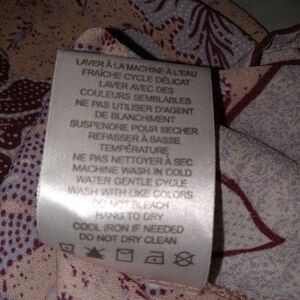 LAVER À LA MACHINE À L'EAU
FRAÎCHE CYCLE DÉLICAT
LAVER AVEC DES
COULEURS SEMBLABLES
NE PAS UTILISER D'AGENT
DE BLANCHIMENT
SUSPENDRE POUR SECHER
REPASSER À BASSE
TEMPÉRATURE
NE PAS NETTOYER À SEC
MACHINE WASH IN COLD
WATER GENTLE CYCLE
WASH WITH LIKE COLORS
DO NOT BLEACH
HANG TO DRY
COOL IRON IF NEEDED
DO NOT DRY CLEAN